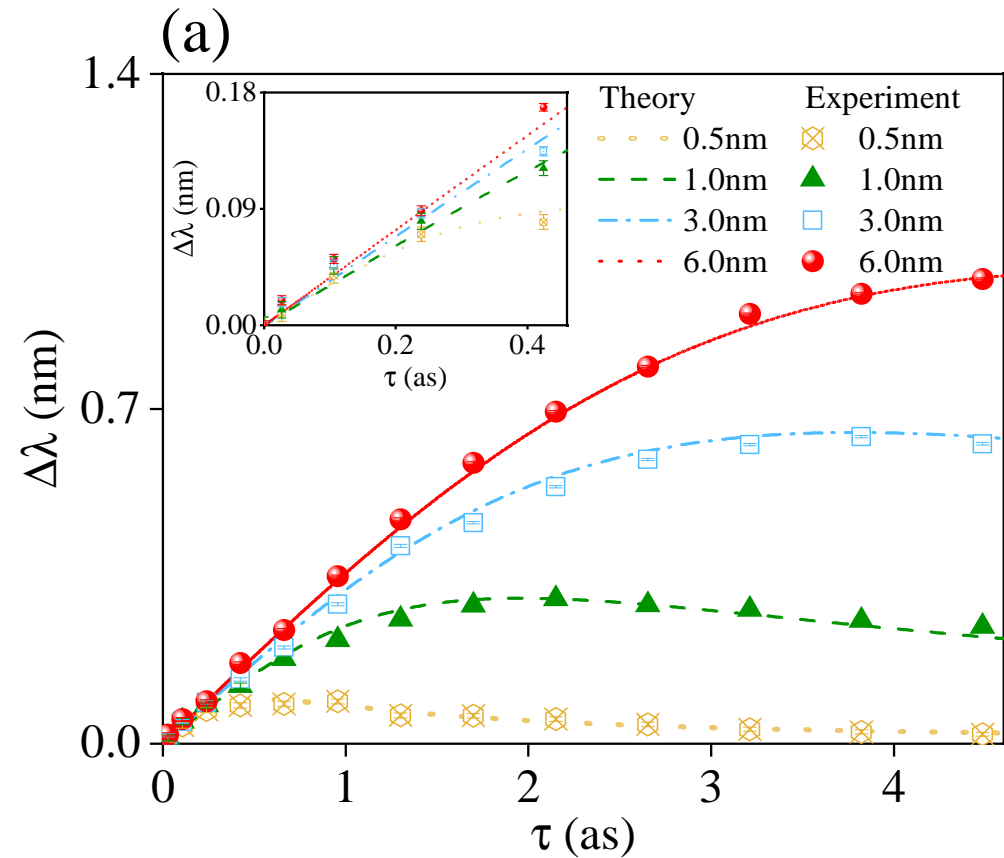 (a)
1.4
0.7
0.0
Δλ (nm)
0
1
2
3
4
τ (as)
0.18
0.09
0.00
Δλ (nm)
0.0
0.2
0.4
τ (as)
Theory Experiment
0.5nm 0.5nm
1.0nm 1.0nm
3.0nm 3.0nm
6.0nm 6.0nm